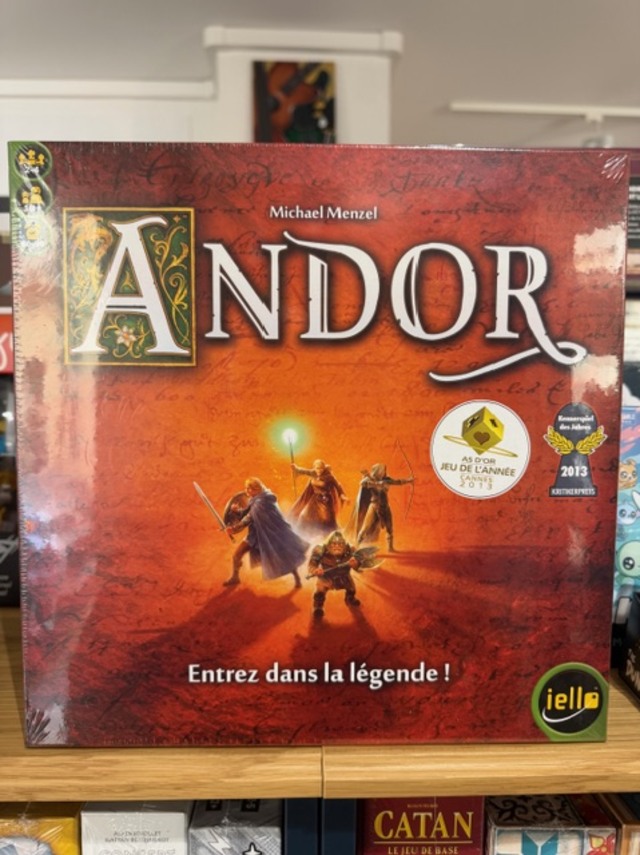 Michael Menzel
ANDOR
AS D'OR
JEU DE L'ANNÉE
CANNES
2013
Kennerspiel
des Jahres
2013
KRITIKERPREIS
Entrez dans la légende !
iello
CATAN
LE JEU DE BASE